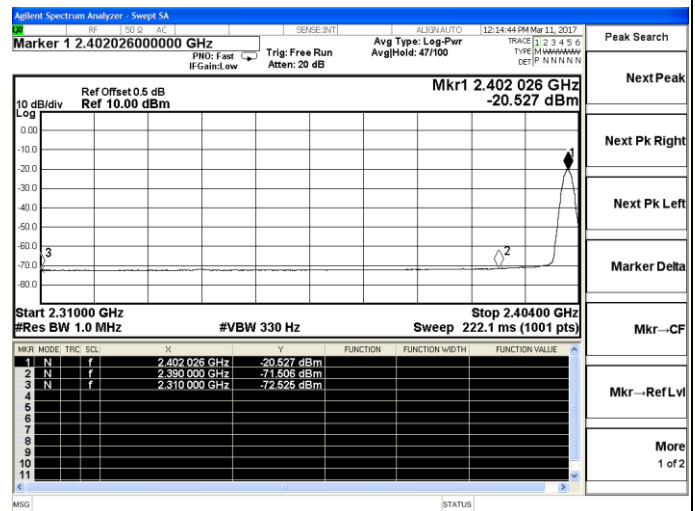 Agilent Spectrum Analyzer - Swept SA
RF 50 Ω AC SENSE:INT ALIGNAUTO 12:14:44 PM Mar 11, 2017
Marker 1 2.402026000000 GHz
PNO: Fast
IFGain:Low
Trig: Free Run
Atten: 20 dB
Avg Type: Log-Pwr
Avg|Hold: 47/100
TRACE 1 2 3 4 5 6
TYPE MWWWWW
DET P NNNNN
Ref Offset 0.5 dB
10 dB/div Ref 10.00 dBm
Log
Mkr1 2.402 026 GHz
-20.527 dBm
0.00
-10.0
-20.0
-30.0
-40.0
-50.0
-60.0
-70.0
-80.0
1
2
3
Start 2.31000 GHz Stop 2.40400 GHz
#Res BW 1.0 MHz #VBW 330 Hz Sweep 222.1 ms (1001 pts)
MKR MODE TRC SCL X Y FUNCTION FUNCTION WIDTH FUNCTION VALUE
1 N f 2.402 026 GHz -20.527 dBm
2 N f 2.390 000 GHz -71.506 dBm
3 N f 2.310 000 GHz -72.525 dBm
4
5
6
7
8
9
10
11
MSG STATUS
Peak Search
Next Peak
Next Pk Right
Next Pk Left
Marker Delta
Mkr→CF
Mkr→Ref Lvl
More
1 of 2